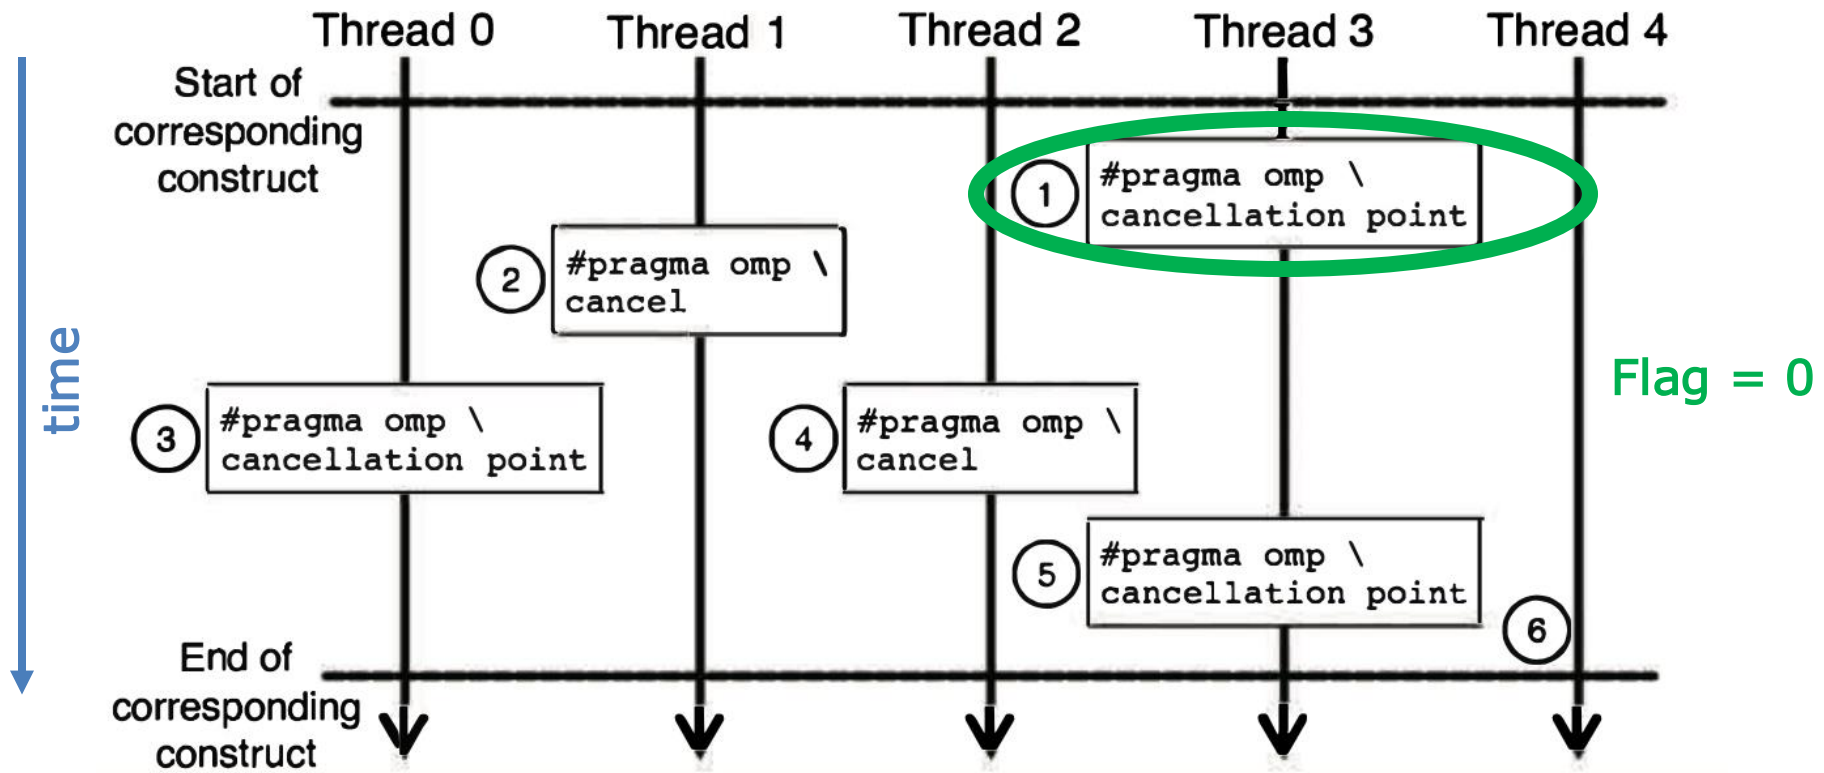 Thread 0 Thread 1 Thread 2 Thread 3 Thread 4
Start of
corresponding
construct
1
#pragma omp \
cancellation point
2
#pragma omp \
cancel
time
Flag = 0
3
#pragma omp \
cancellation point
4
#pragma omp \
cancel
5
#pragma omp \
cancellation point
6
End of
corresponding
construct